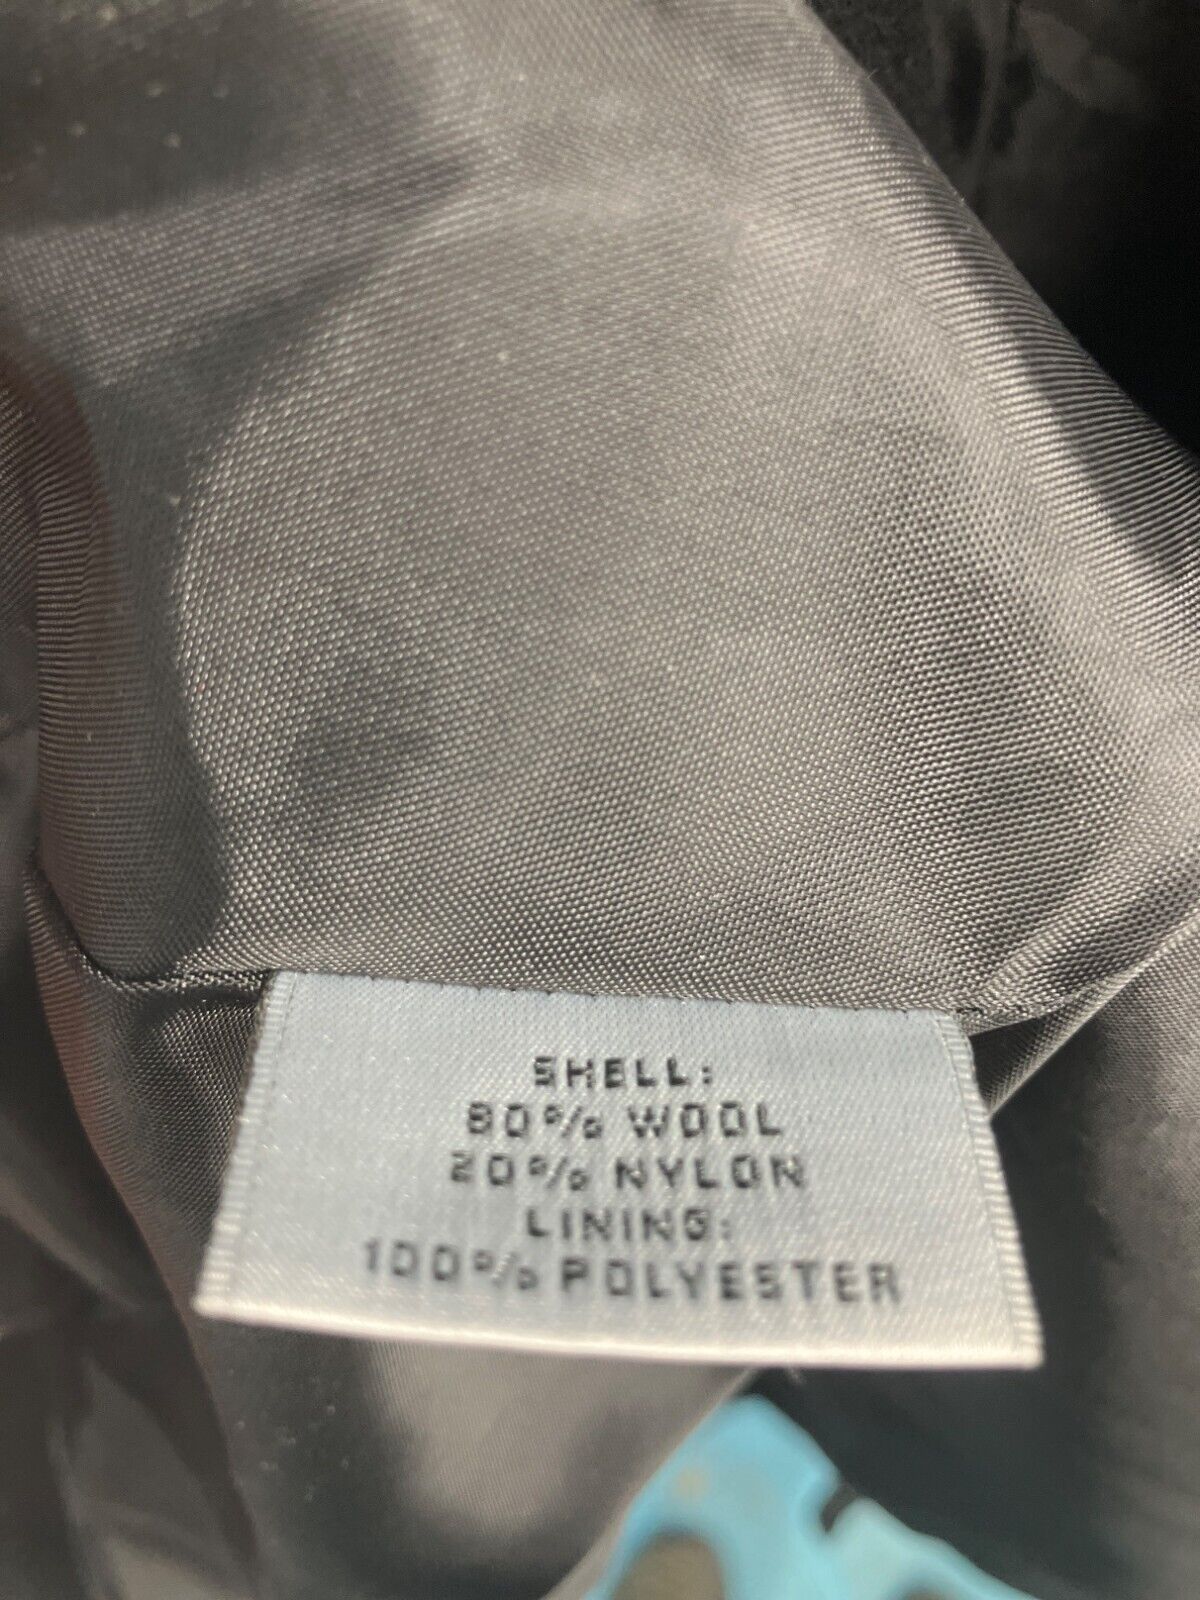 SHELL:
80% WOOL
20% NYLON
LINING:
100% POLYESTER